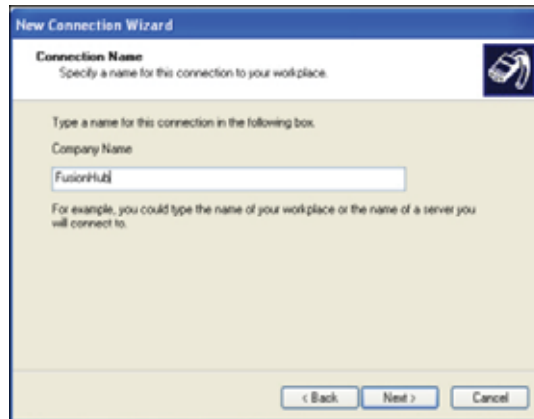 New Connection Wizard
Connection Name
Specify a name for this connection to your workplace.
Type a name for this connection in the following box.
Company Name
FusionHub
For example, you could type the name of your workplace or the name of a server you
will connect to.
< Back Next > Cancel